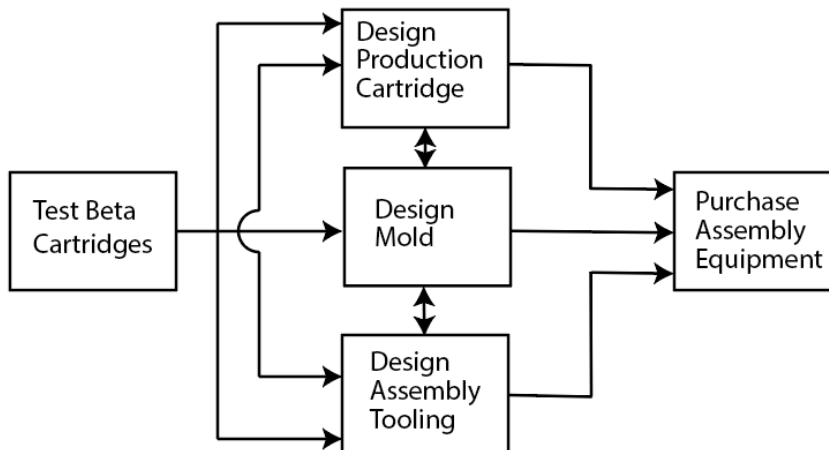 Design
Production
Cartridge
Test Beta
Cartridges
Design
Mold
Purchase
Assembly
Equipment
Design
Assembly
Tooling